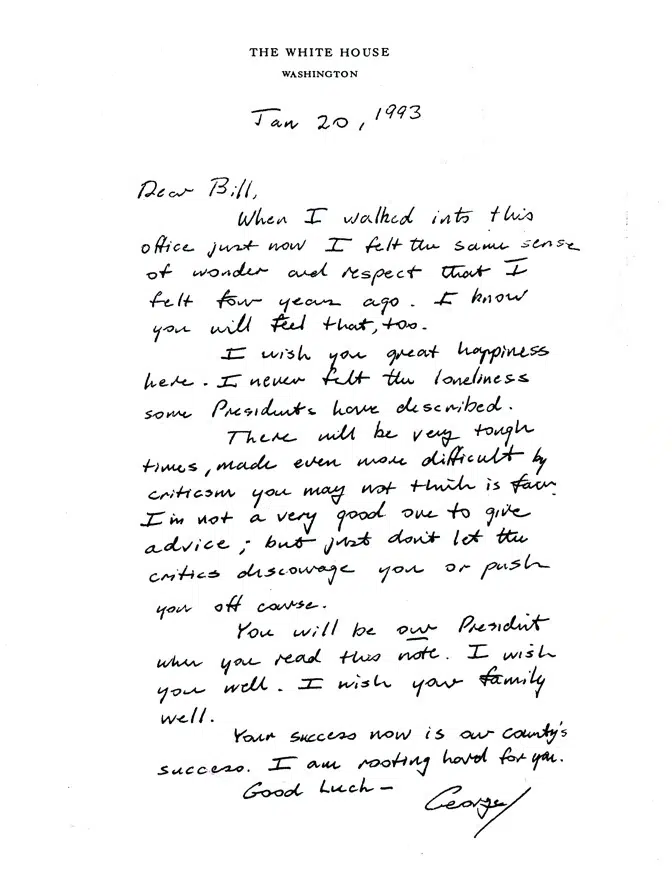 THE WHITE HOUSE
WASHINGTON
Jan 20, 1993
Dear Bill,
When I walked into this
office just now I felt the same sense
of wonder and respect that I
felt four years ago. I know
you will feel that, too.
I wish you great happiness
here. I never felt the loneliness
some Presidents have described.
There will be very tough
times, made even more difficult by
criticism you may not think is fair.
I'm not a very good one to give
advice; but just don't let the
critics discourage you or push
you off course.
You will be our President
when you read this note. I wish
you well. I wish your family
well.
Your success now is our county's
success. I am rooting hard for you.
Good Luck —
George